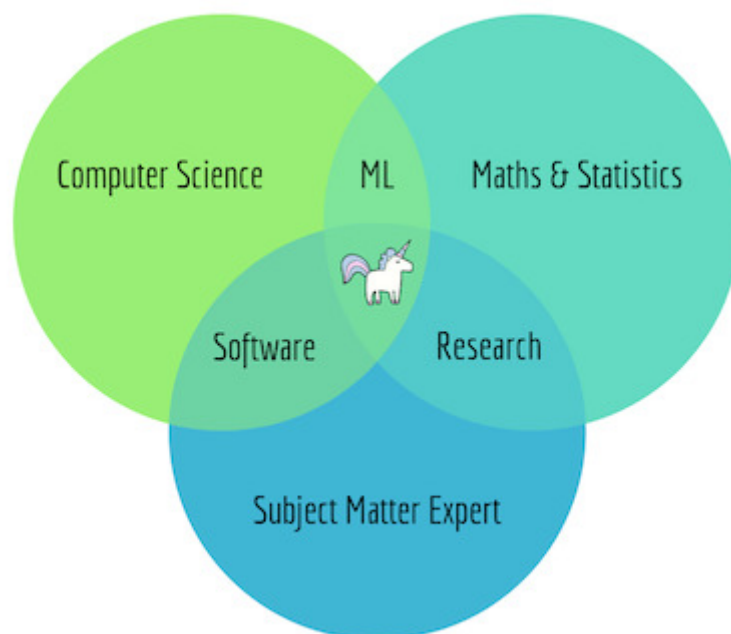 Computer Science
ML
Maths & Statistics
Software
Research
Subject Matter Expert